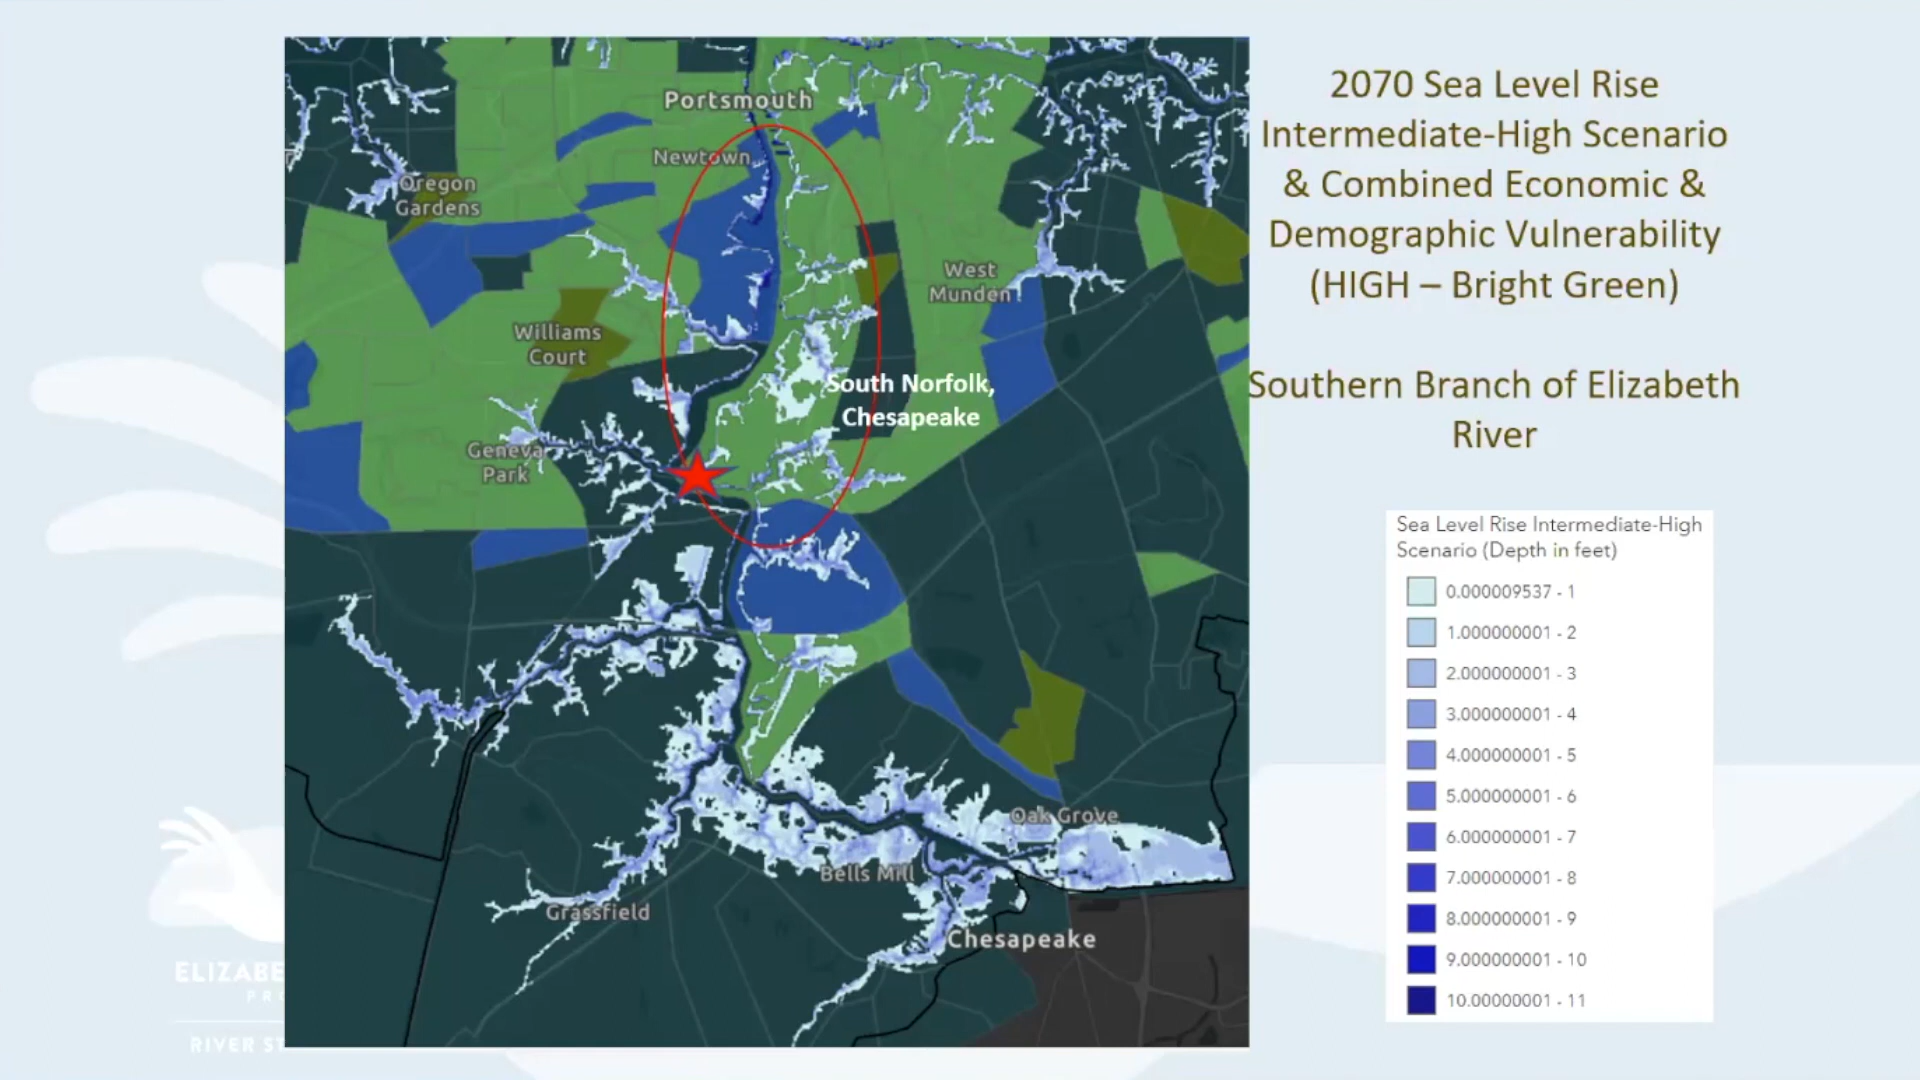 2070 Sea Level Rise
Intermediate-High Scenario
& Combined Economic &
Demographic Vulnerability
(HIGH – Bright Green)
Southern Branch of Elizabeth
River
Portsmouth
Newtown
Oregon
Gardens
West
Munden
Williams
Court
South Norfolk,
Chesapeake
Geneva
Park
Oak Grove
Bells Mill
Grassfield
Chesapeake
Sea Level Rise Intermediate-High
Scenario (Depth in feet)
0.000009537 - 1
1.000000001 - 2
2.000000001 - 3
3.000000001 - 4
4.000000001 - 5
5.000000001 - 6
6.000000001 - 7
7.000000001 - 8
8.000000001 - 9
9.000000001 - 10
10.00000001 - 11
ELIZABE
PRO
RIVER ST